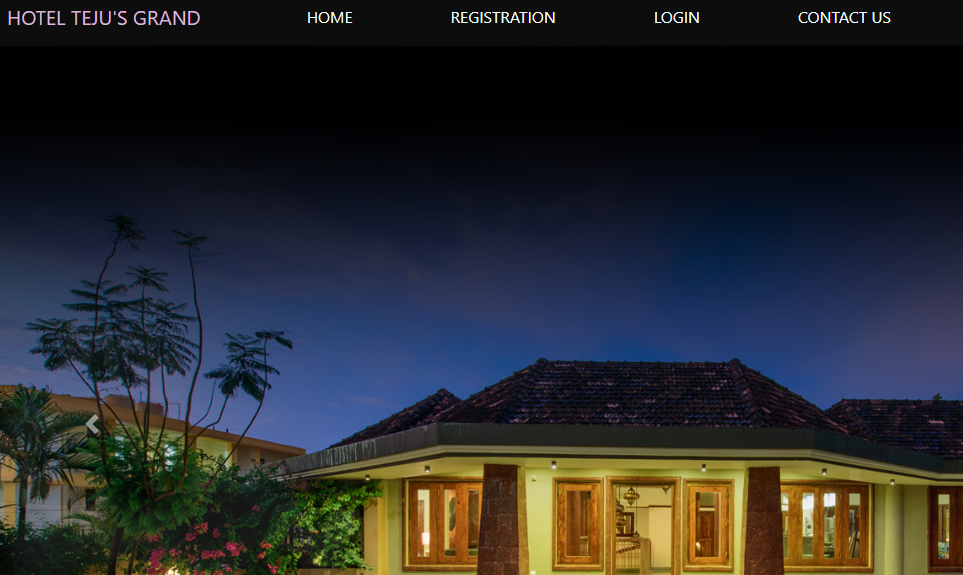 HOTEL TEJU'S GRAND HOME REGISTRATION LOGIN CONTACT US